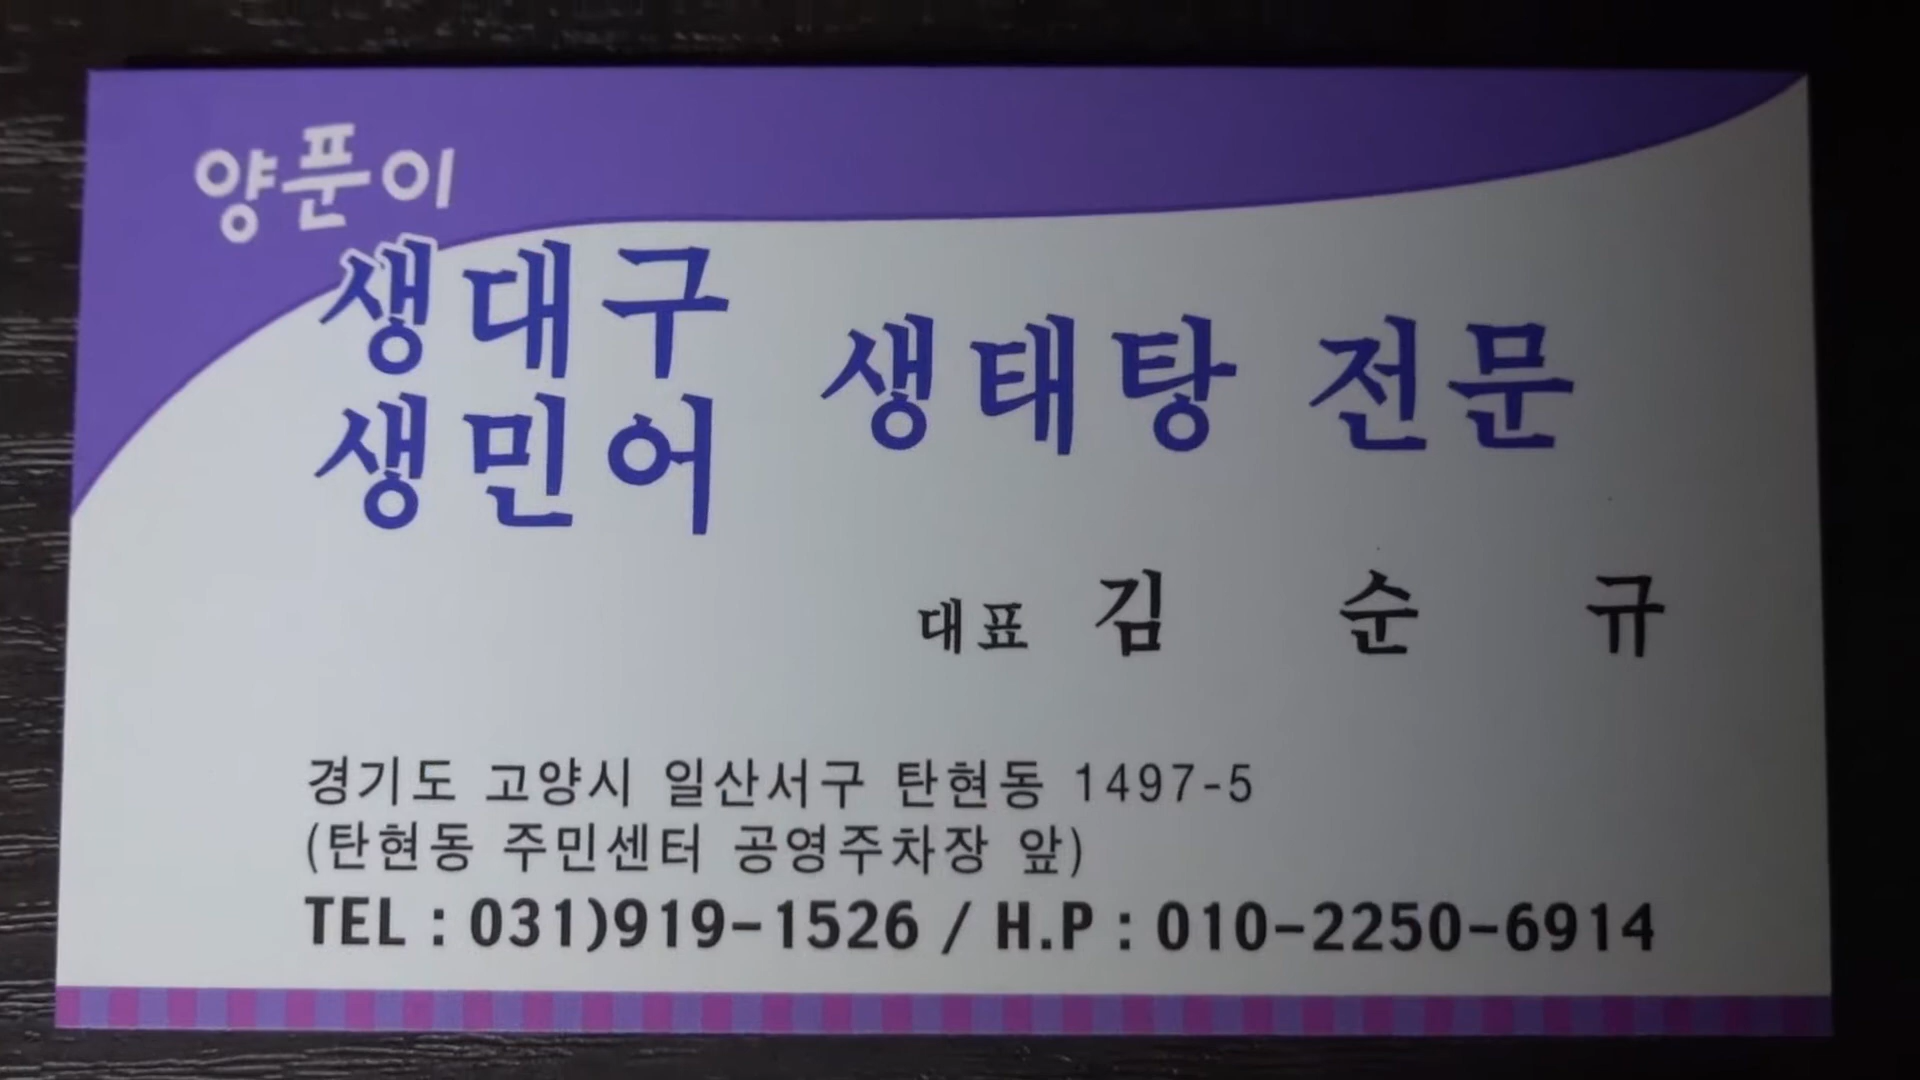 양푼이
생대구
생민어
생태탕 전문
대표 김 순 규
경기도 고양시 일산서구 탄현동 1497-5
(탄현동 주민센터 공영주차장 앞)
TEL : 031)919-1526 / H.P : 010-2250-6914